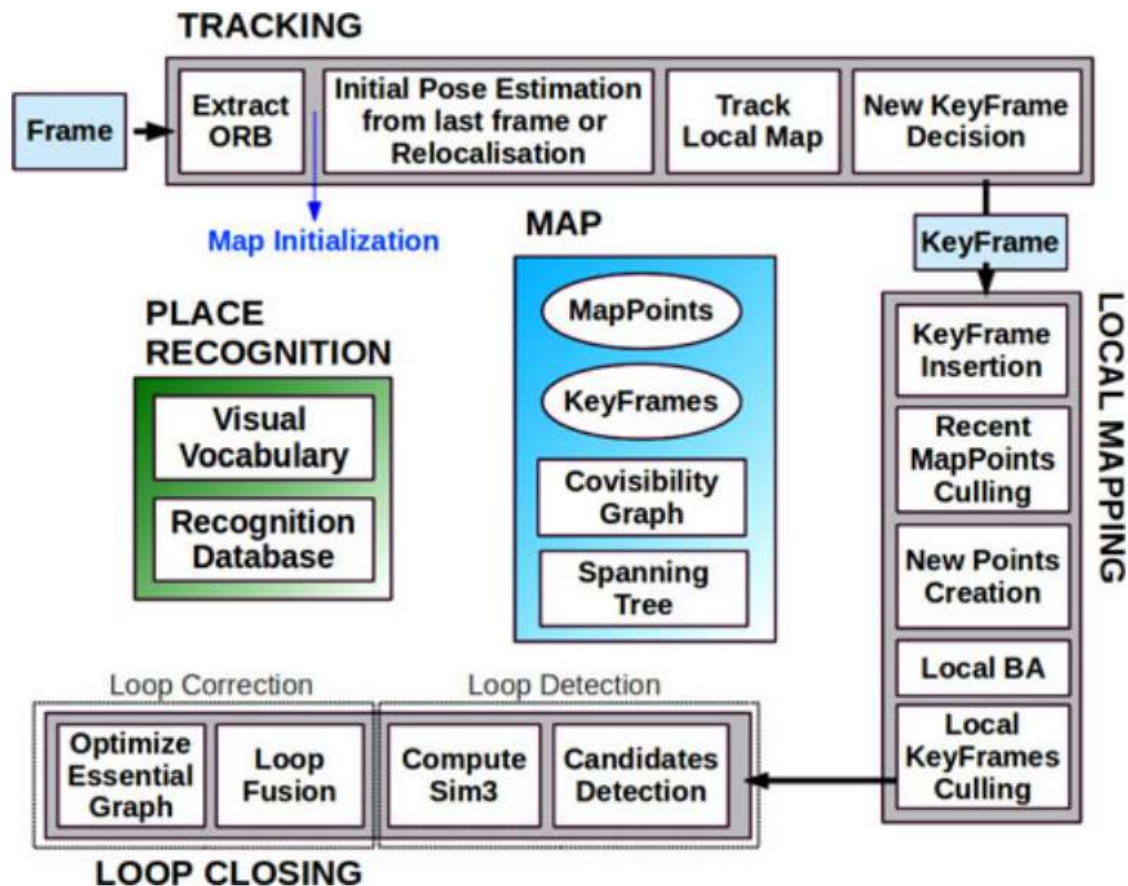 TRACKING
Frame
Extract
ORB
Initial Pose Estimation
from last frame or
Relocalisation
Track
Local Map
New KeyFrame
Decision
Map Initialization
KeyFrame
MAP
MapPoints
KeyFrames
Covisibility
Graph
Spanning
Tree
PLACE
RECOGNITION
Visual
Vocabulary
Recognition
Database
LOCAL MAPPING
KeyFrame
Insertion
Recent
MapPoints
Culling
New Points
Creation
Local BA
Local
KeyFrames
Culling
Loop Correction
Loop Detection
Optimize
Essential
Graph
Loop
Fusion
Compute
Sim3
Candidates
Detection
LOOP CLOSING